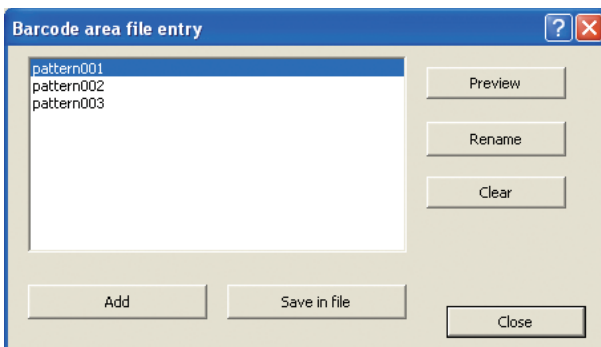 Barcode area file entry
pattern001
pattern002
pattern003
Preview
Rename
Clear
Add
Save in file
Close